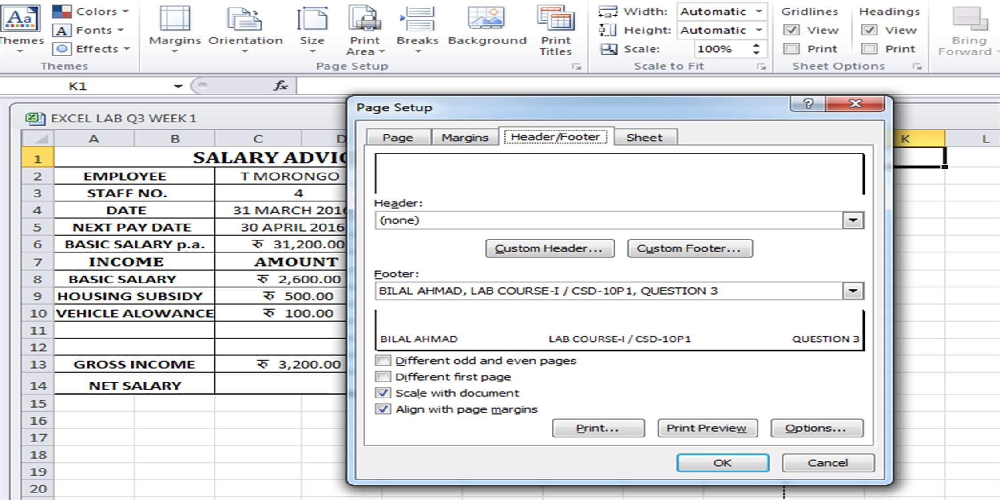 Aa
Themes
Colors
Fonts
Effects
Themes
Margins
Orientation
Size
Print Area
Breaks
Background
Print Titles
Page Setup
Width: Automatic
Height: Automatic
Scale: 100%
Scale to Fit
Gridlines
View
Print
Headings
View
Print
Sheet Options
Bring Forward
K1
fx
EXCEL LAB Q3 WEEK 1
A B C D K L
1 SALARY ADVIC
2 EMPLOYEE T MORONGO
3 STAFF NO. 4
4 DATE 31 MARCH 2016
5 NEXT PAY DATE 30 APRIL 2016
6 BASIC SALARY p.a. रु 31,200.00
7 INCOME AMOUNT
8 BASIC SALARY रु 2,600.00
9 HOUSING SUBSIDY रु 500.00
10 VEHICLE ALOWANCE रु 100.00
11
12
13 GROSS INCOME रु 3,200.00
14 NET SALARY
15
16
17
18
19
20
Page Setup
?
Page Margins Header/Footer Sheet
Header:
(none)
Custom Header... Custom Footer...
Footer:
BILAL AHMAD, LAB COURSE-I / CSD-10P1, QUESTION 3
BILAL AHMAD LAB COURSE-I / CSD-10P1 QUESTION 3
Different odd and even pages
Different first page
Scale with document
Align with page margins
Print... Print Preview Options...
OK Cancel